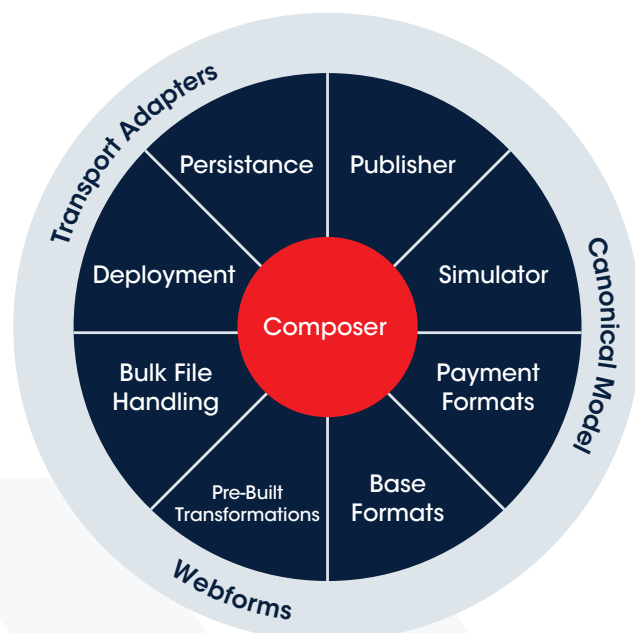 Transport Adapters
Persistance
Publisher
Deployment
Simulator
Canonical Model
Composer
Bulk File
Handling
Payment
Formats
Pre-Built
Transformations
Base
Formats
Webforms